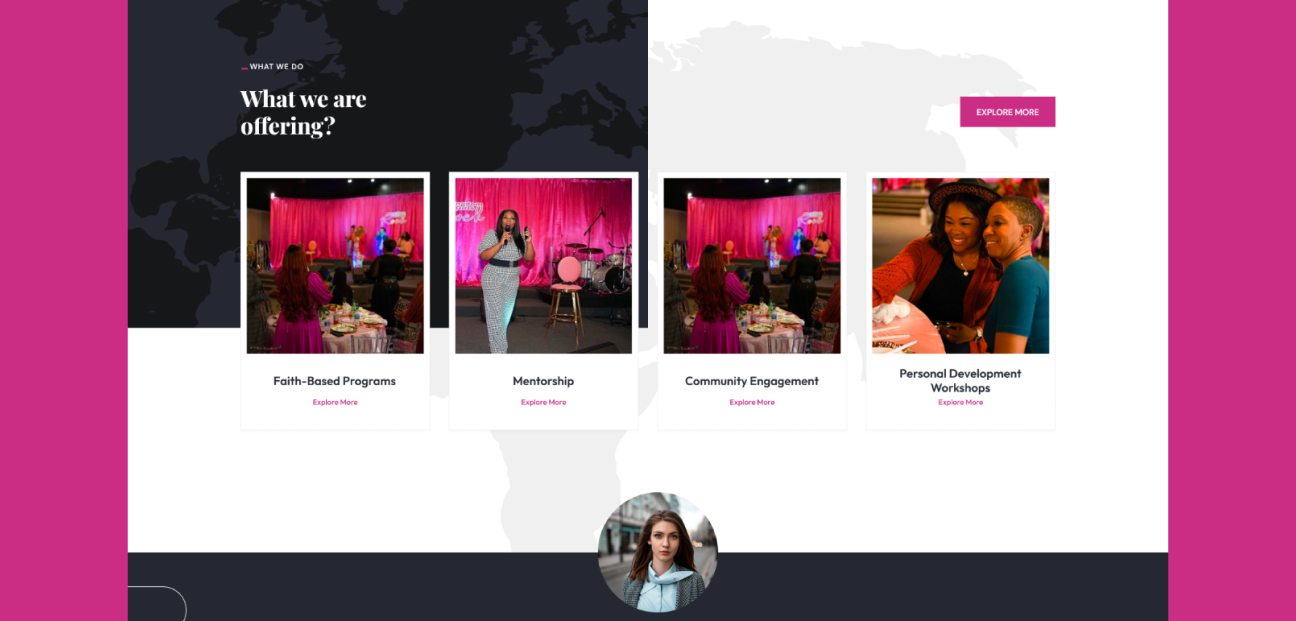 WHAT WE DO
What we are
offering?
EXPLORE MORE
Faith-Based Programs
Explore More
Mentorship
Explore More
Community Engagement
Explore More
Personal Development
Workshops
Explore More